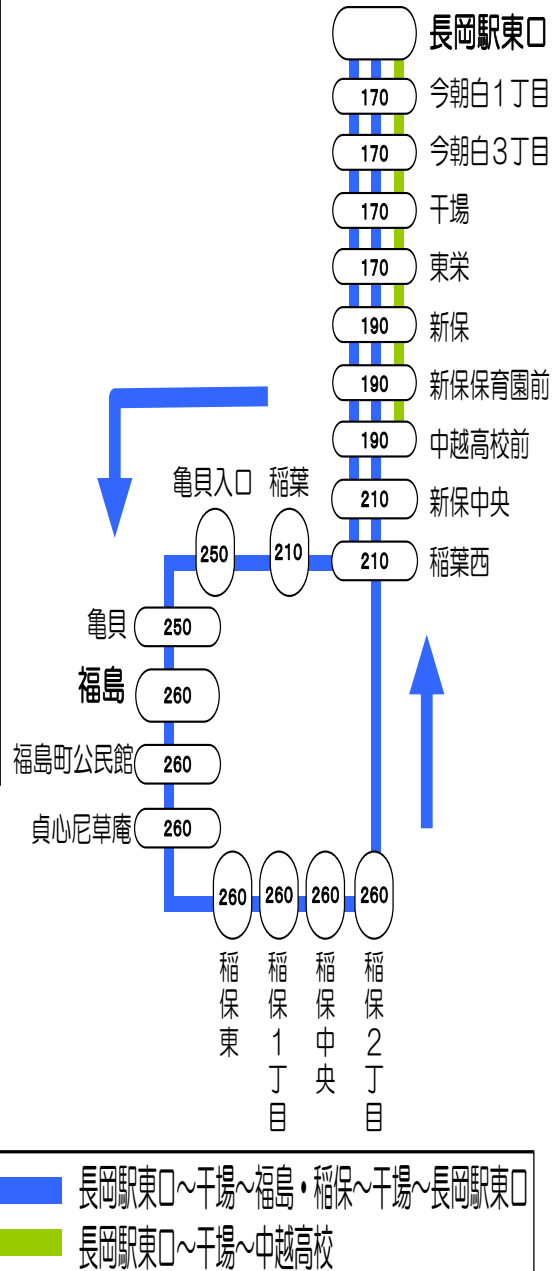 長岡駅東口
170 今朝白1丁目
170 今朝白3丁目
170 干場
170 東栄
190 新保
190 新保保育園前
190 中越高校前
210 新保中央
210 稲葉西
稲葉 210
亀貝入口 250
亀貝 250
福島 260
福島町公民館 260
貞心尼草庵 260
260 稲保東
260 稲保1丁目
260 稲保中央
260 稲保2丁目
長岡駅東口~干場~福島・稲保~干場~長岡駅東口
長岡駅東口~干場~中越高校